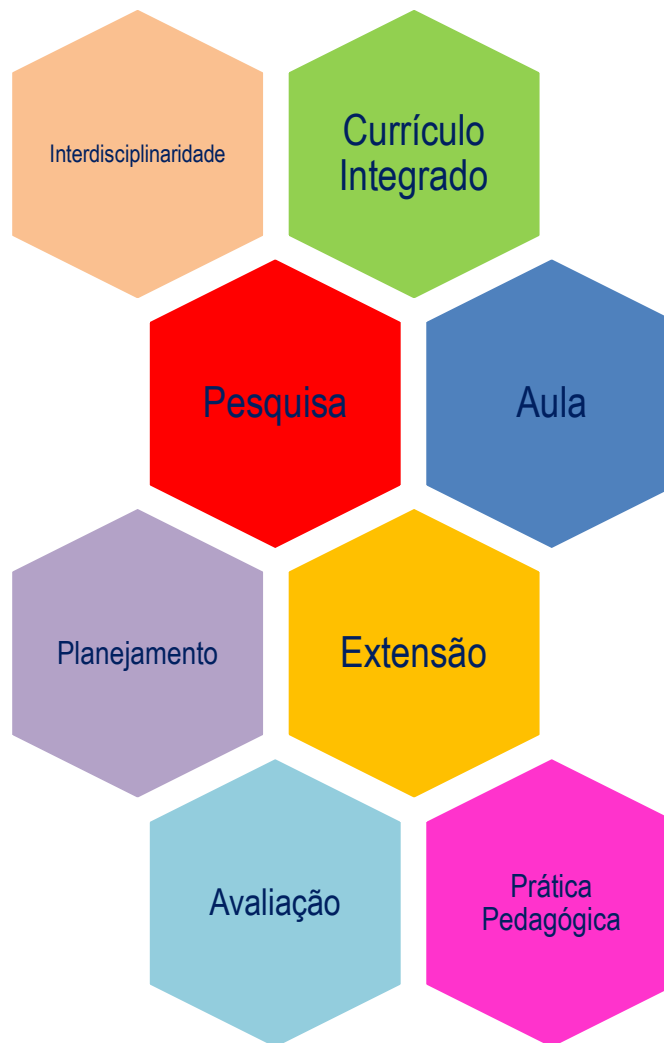 Interdisciplinaridade
Currículo
Integrado
Pesquisa
Aula
Planejamento
Extensão
Avaliação
Prática
Pedagógica